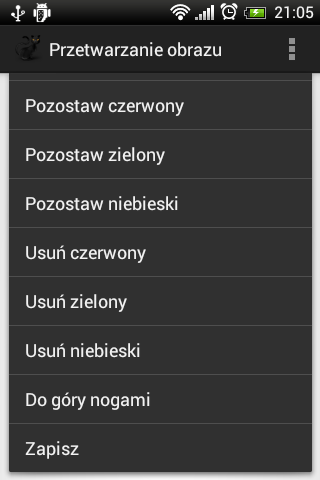 21:05
Przetwarzanie obrazu
Pozostaw czerwony
Pozostaw zielony
Pozostaw niebieski
Usuń czerwony
Usuń zielony
Usuń niebieski
Do góry nogami
Zapisz